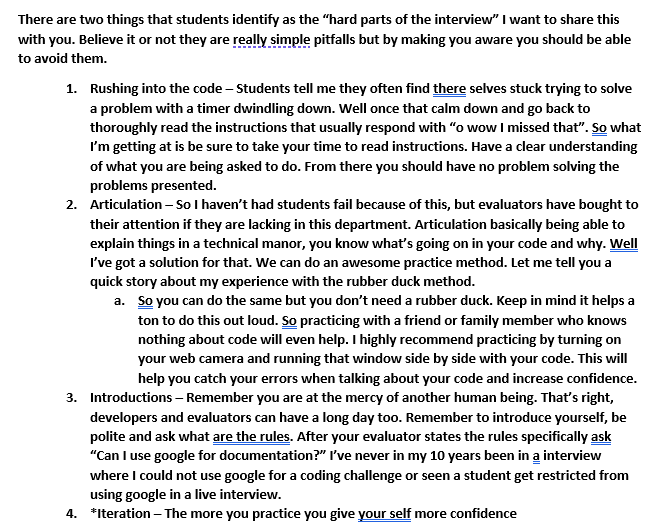 There are two things that students identify as the “hard parts of the interview” I want to share this
with you. Believe it or not they are really simple pitfalls but by making you aware you should be able
to avoid them.
1. Rushing into the code – Students tell me they often find there selves stuck trying to solve
a problem with a timer dwindling down. Well once that calm down and go back to
thoroughly read the instructions that usually respond with “o wow I missed that”. So what
I’m getting at is be sure to take your time to read instructions. Have a clear understanding
of what you are being asked to do. From there you should have no problem solving the
problems presented.
2. Articulation – So I haven’t had students fail because of this, but evaluators have bought to
their attention if they are lacking in this department. Articulation basically being able to
explain things in a technical manor, you know what’s going on in your code and why. Well
I’ve got a solution for that. We can do an awesome practice method. Let me tell you a
quick story about my experience with the rubber duck method.
a. So you can do the same but you don’t need a rubber duck. Keep in mind it helps a
ton to do this out loud. So practicing with a friend or family member who knows
nothing about code will even help. I highly recommend practicing by turning on
your web camera and running that window side by side with your code. This will
help you catch your errors when talking about your code and increase confidence.
3. Introductions – Remember you are at the mercy of another human being. That’s right,
developers and evaluators can have a long day too. Remember to introduce yourself, be
polite and ask what are the rules. After your evaluator states the rules specifically ask
“Can I use google for documentation?” I’ve never in my 10 years been in a interview
where I could not use google for a coding challenge or seen a student get restricted from
using google in a live interview.
4. *Iteration – The more you practice you give your self more confidence